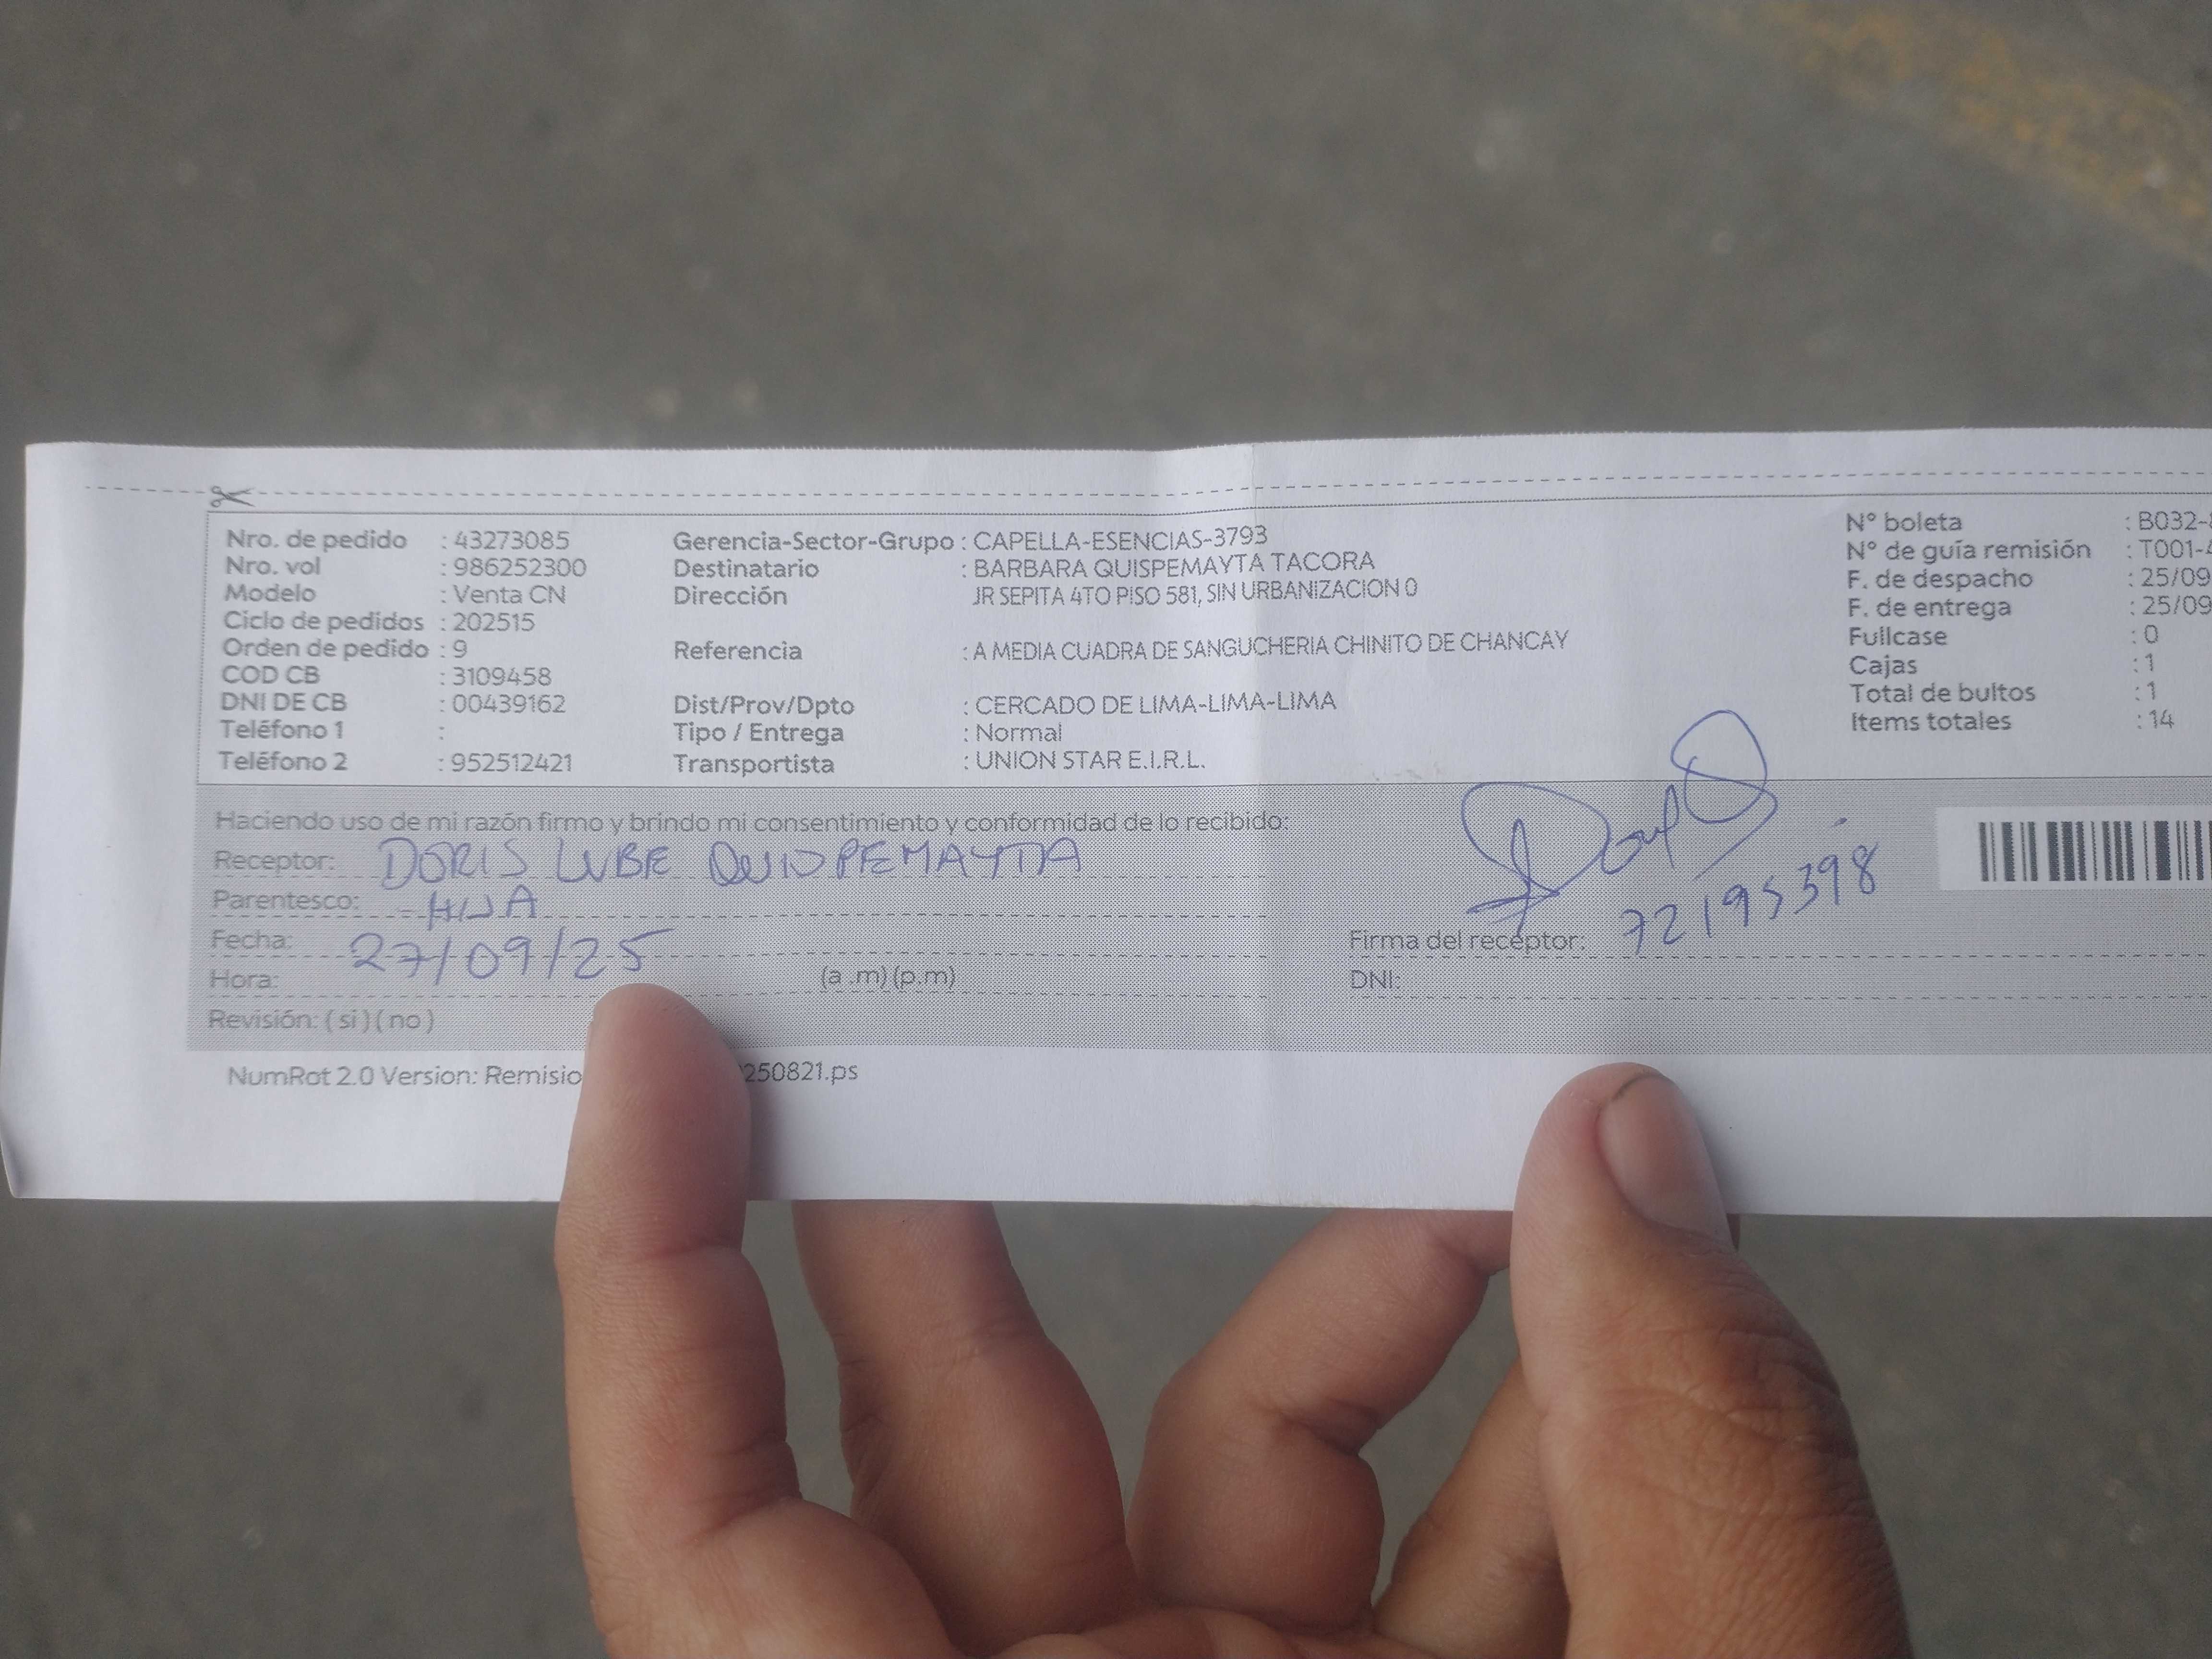 Nro. de pedido : 43273085
Nro. vol : 986252300
Modelo : Venta CN
Ciclo de pedidos : 202515
Orden de pedido : 9
COD CB : 3109458
DNI DE CB : 00439162
Teléfono 1 :
Teléfono 2 : 952512421
Gerencia-Sector-Grupo : CAPELLA-ESENCIAS-3793
Destinatario : BARBARA QUISPEMAYTA TACORA
Dirección JR SEPITA 4TO PISO 581, SIN URBANIZACION 0
Referencia : A MEDIA CUADRA DE SANGUCHERIA CHINITO DE CHANCAY
Dist/Prov/Dpto : CERCADO DE LIMA-LIMA-LIMA
Tipo / Entrega : Normal
Transportista : UNION STAR E.I.R.L.
N° boleta : B032-
N° de guía remisión : T001-
F. de despacho : 25/09
F. de entrega : 25/09
Fullcase : 0
Cajas : 1
Total de bultos : 1
Items totales : 14
Haciendo uso de mi razón firmo y brindo mi consentimiento y conformidad de lo recibido:
Receptor: DORIS LUBE QUISPEMAYTA
Parentesco: HIJA
Fecha: 27/09/25
Hora: (a .m) (p.m)
Revisión: ( si ) ( no )
72195398
Firma del receptor:
DNI:
NumRot 2.0 Version: Remisio 250821.ps